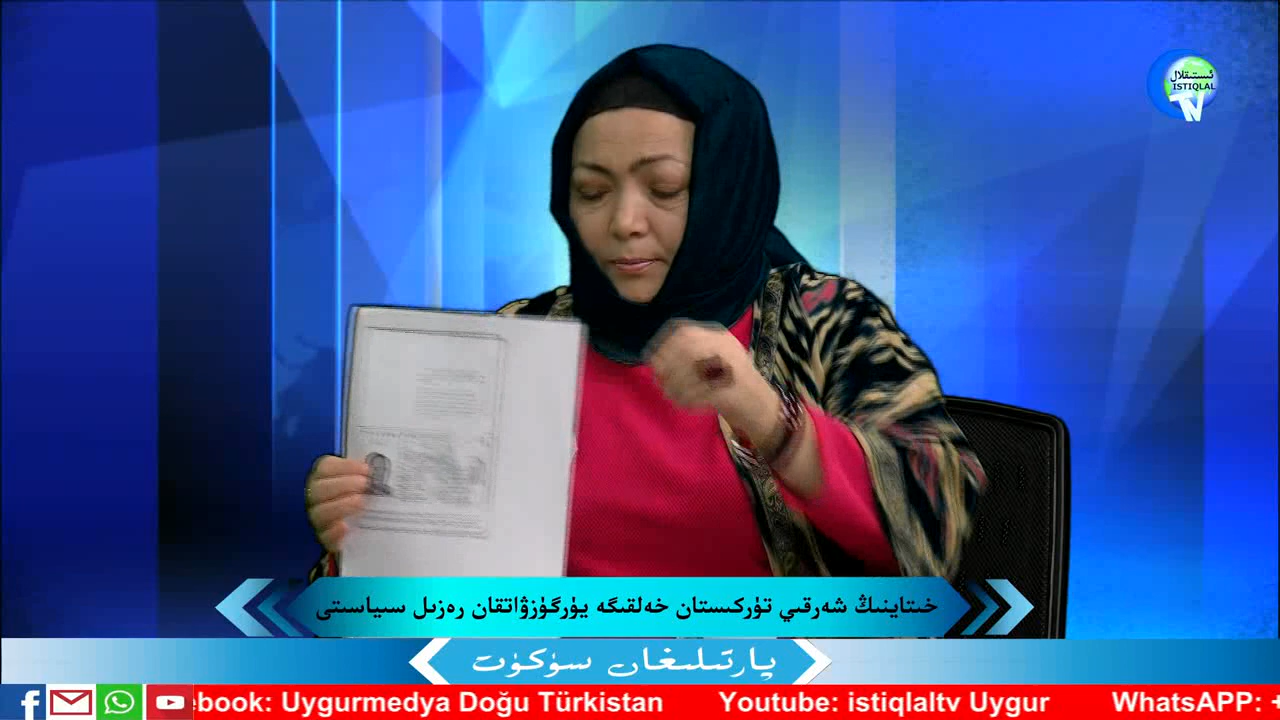 ئىستىقلال
ISTIQLAL
TV
خىتاينىڭ شەرقىي تۈركىستان خەلقىگە يۈرگۈزۋاتقان رەزىل سىياسىتى
پارتىلىغان سۈكۈت
ebook: Uygurmedya Doğu Türkistan Youtube: istiqlaltv Uygur WhatsAPP: +